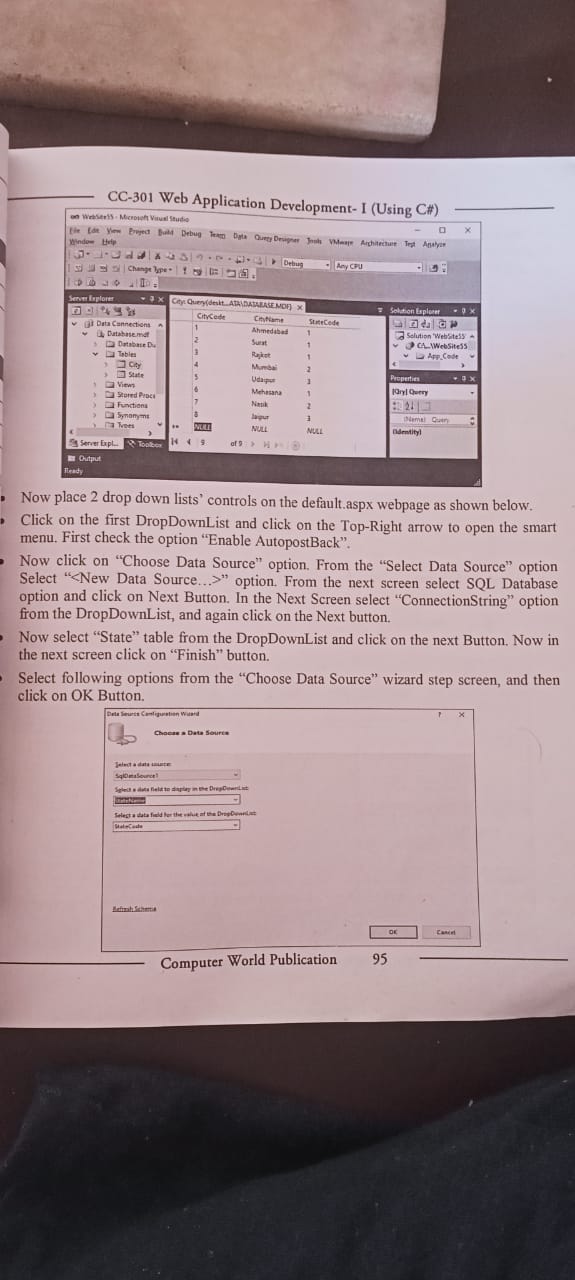 CC-301 Web Application Development- I (Using C#)
WebSite55 - Microsoft Visual Studio
File Edit View Project Build Debug Team Data Query Designer Tools VMware Architecture Test Analyze
Window Help
Debug Any CPU
Change Type
Server Explorer
City: Query(deskt...ATA\DATABASE.MDF)
Solution Explorer
Data Connections
Database.mdf
Database Di
Tables
City
State
Views
Stored Proce
Functions
Synonyms
Types
Server Expl... Toolbox
CityCode CityName StateCode
1 Ahmedabad 1
2 Surat 1
3 Rajkot 1
4 Mumbai 2
5 Udaipur 3
6 Mehesana 1
7 Nasik 2
8 Jaipur 3
NULL NULL NULL
9 of 9
Solution 'WebSite55'
C:\...\WebSite55
App_Code
Properties
[Qry] Query
(Name) Query
(Identity)
Output
Ready
• Now place 2 drop down lists' controls on the default.aspx webpage as shown below.
• Click on the first DropDownList and click on the Top-Right arrow to open the smart
menu. First check the option "Enable AutopostBack".
• Now click on "Choose Data Source" option. From the "Select Data Source" option
Select "<New Data Source...>" option. From the next screen select SQL Database
option and click on Next Button. In the Next Screen select "ConnectionString" option
from the DropDownList, and again click on the Next button.
• Now select "State" table from the DropDownList and click on the next Button. Now in
the next screen click on "Finish" button.
• Select following options from the "Choose Data Source" wizard step screen, and then
click on OK Button.
Data Source Configuration Wizard ? ×
Choose a Data Source
Select a data source:
SqlDataSource1
Select a data field to display in the DropDownList:
StateName
Select a data field for the value of the DropDownList:
StateCode
Refresh Schema
OK Cancel
Computer World Publication 95